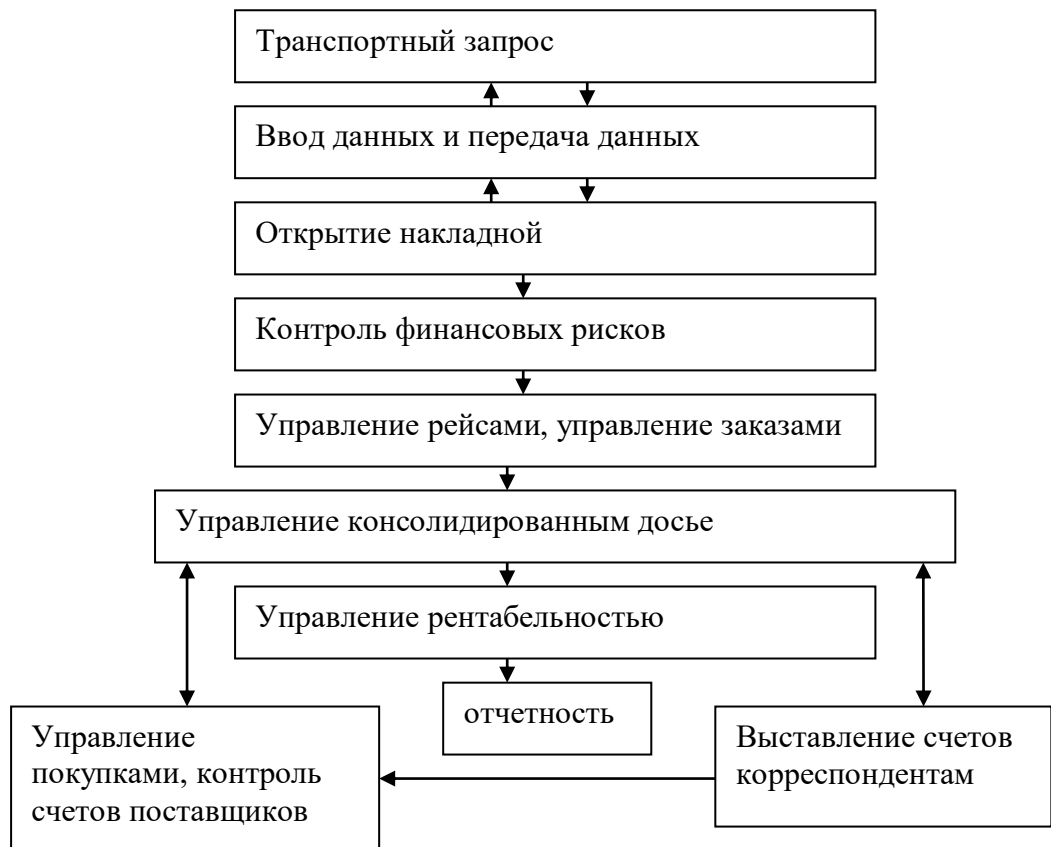 Транспортный запрос
Ввод данных и передача данных
Открытие накладной
Контроль финансовых рисков
Управление рейсами, управление заказами
Управление консолидированным досье
Управление рентабельностью
отчетность
Управление
покупками, контроль
счетов поставщиков
Выставление счетов
корреспондентам